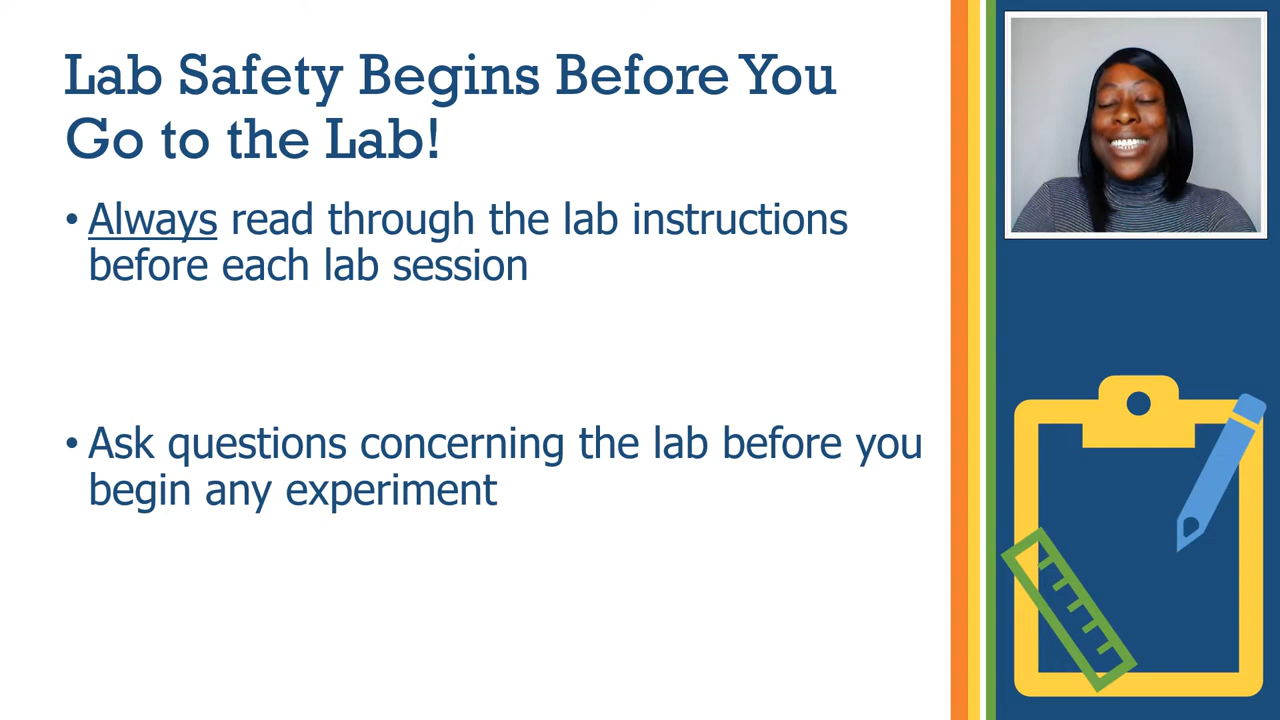 Lab Safety Begins Before You
Go to the Lab!
• Always read through the lab instructions
before each lab session
• Ask questions concerning the lab before you
begin any experiment